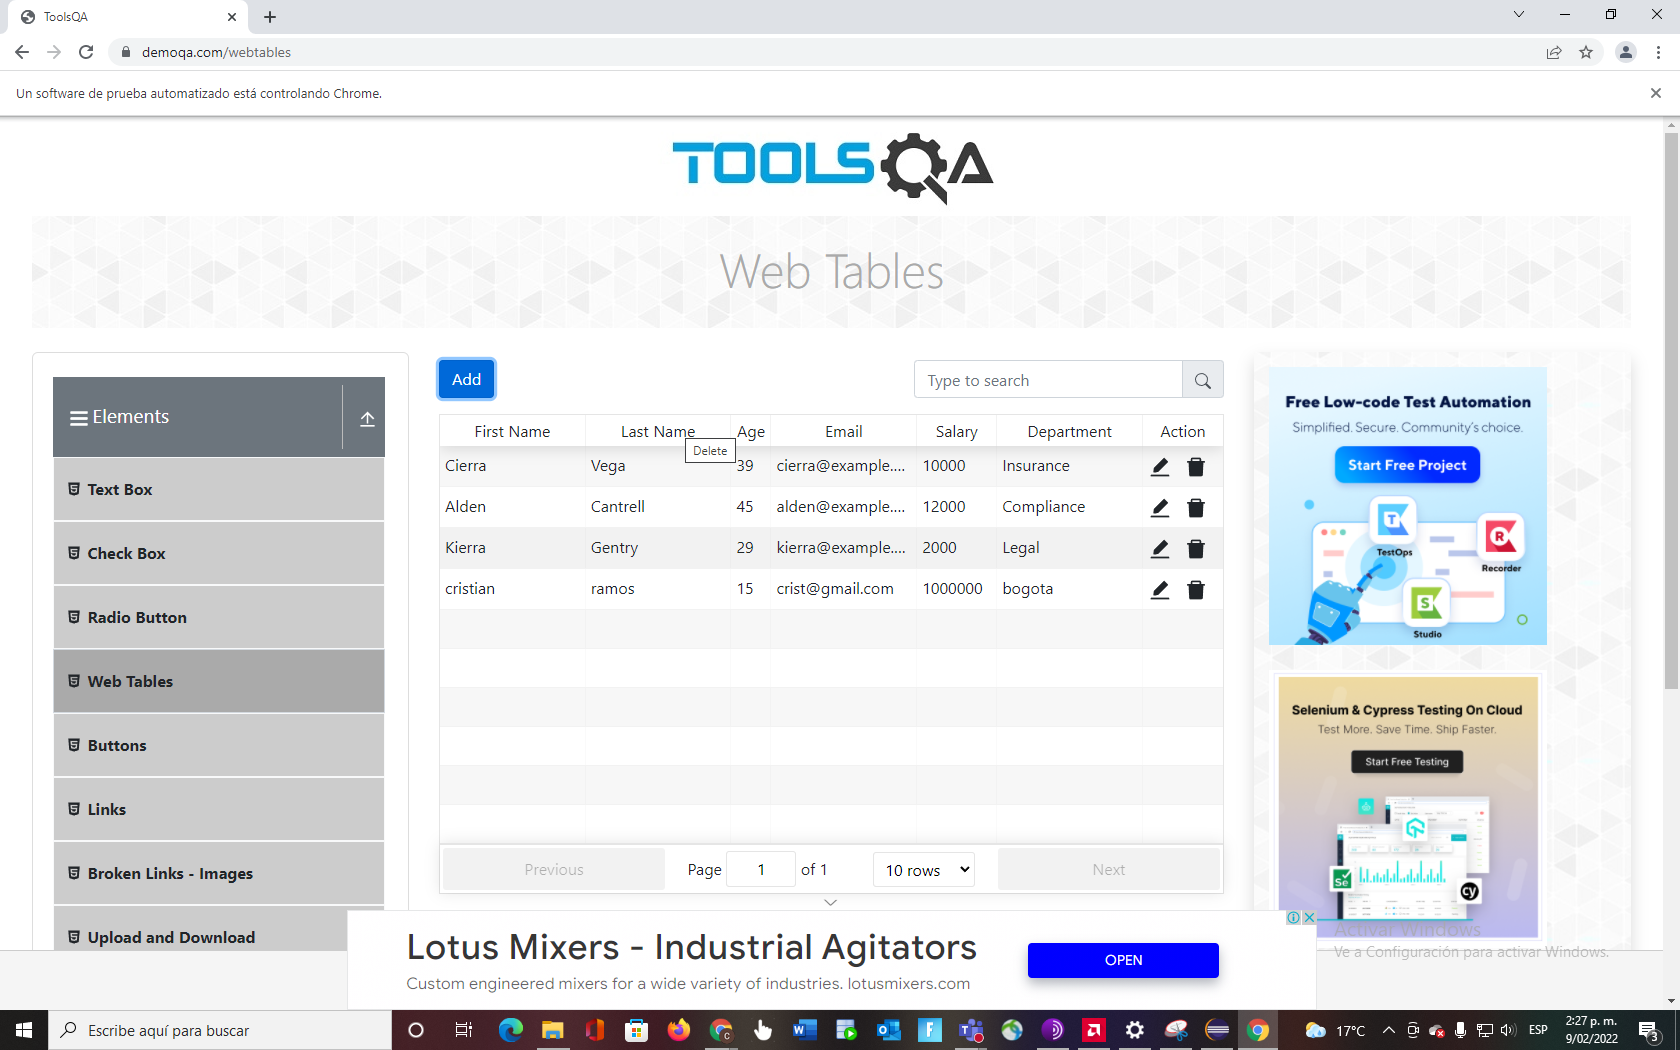 ToolsQA
demoqa.com/webtables
Un software de prueba automatizado está controlando Chrome.
TOOLSQA
Web Tables
Elements
Text Box
Check Box
Radio Button
Web Tables
Buttons
Links
Broken Links - Images
Upload and Download
Add
Type to search
First Name Last Name Age Email Salary Department Action
Delete
Cierra Vega 39 cierra@example.... 10000 Insurance
Alden Cantrell 45 alden@example.... 12000 Compliance
Kierra Gentry 29 kierra@example.... 2000 Legal
cristian ramos 15 crist@gmail.com 1000000 bogota
Previous Page 1 of 1 10 rows Next
Free Low-code Test Automation
Simplified. Secure. Community's choice.
Start Free Project
TestOps
Recorder
Studio
Selenium & Cypress Testing On Cloud
Test More. Save Time. Ship Faster.
Start Free Testing
Se
cy
Lotus Mixers - Industrial Agitators
Custom engineered mixers for a wide variety of industries. lotusmixers.com
OPEN
Activar Windows
Ve a Configuración para activar Windows.
Escribe aquí para buscar
17°C
ESP
2:27 p. m.
9/02/2022
3